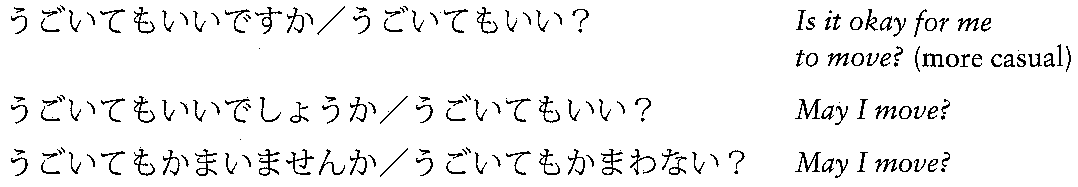 うごいてもいいですか／うごいてもいい？ Is it okay for me
to move? (more casual)
うごいてもいいでしょうか／うごいてもいい？ May I move?
うごいてもかまいませんか／うごいてもかまわない？ May I move?